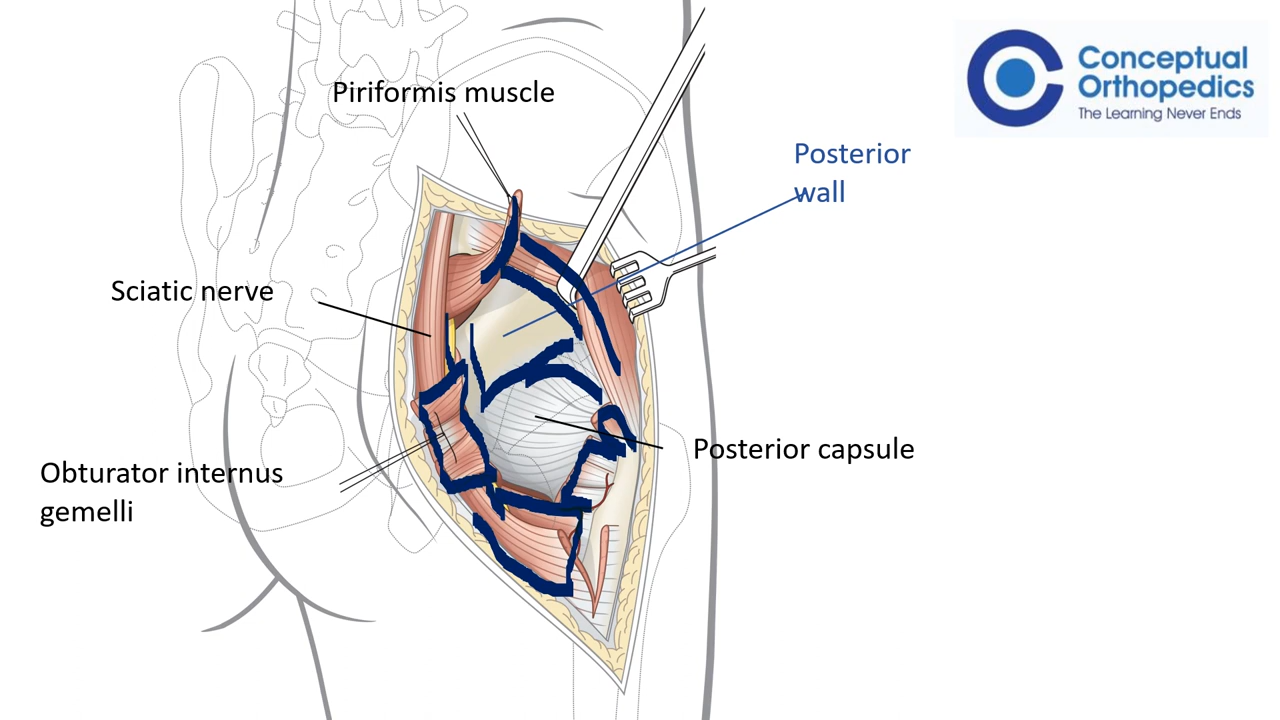 Conceptual
Orthopedics
The Learning Never Ends
Piriformis muscle
Posterior
wall
Sciatic nerve
Posterior capsule
Obturator internus
gemelli